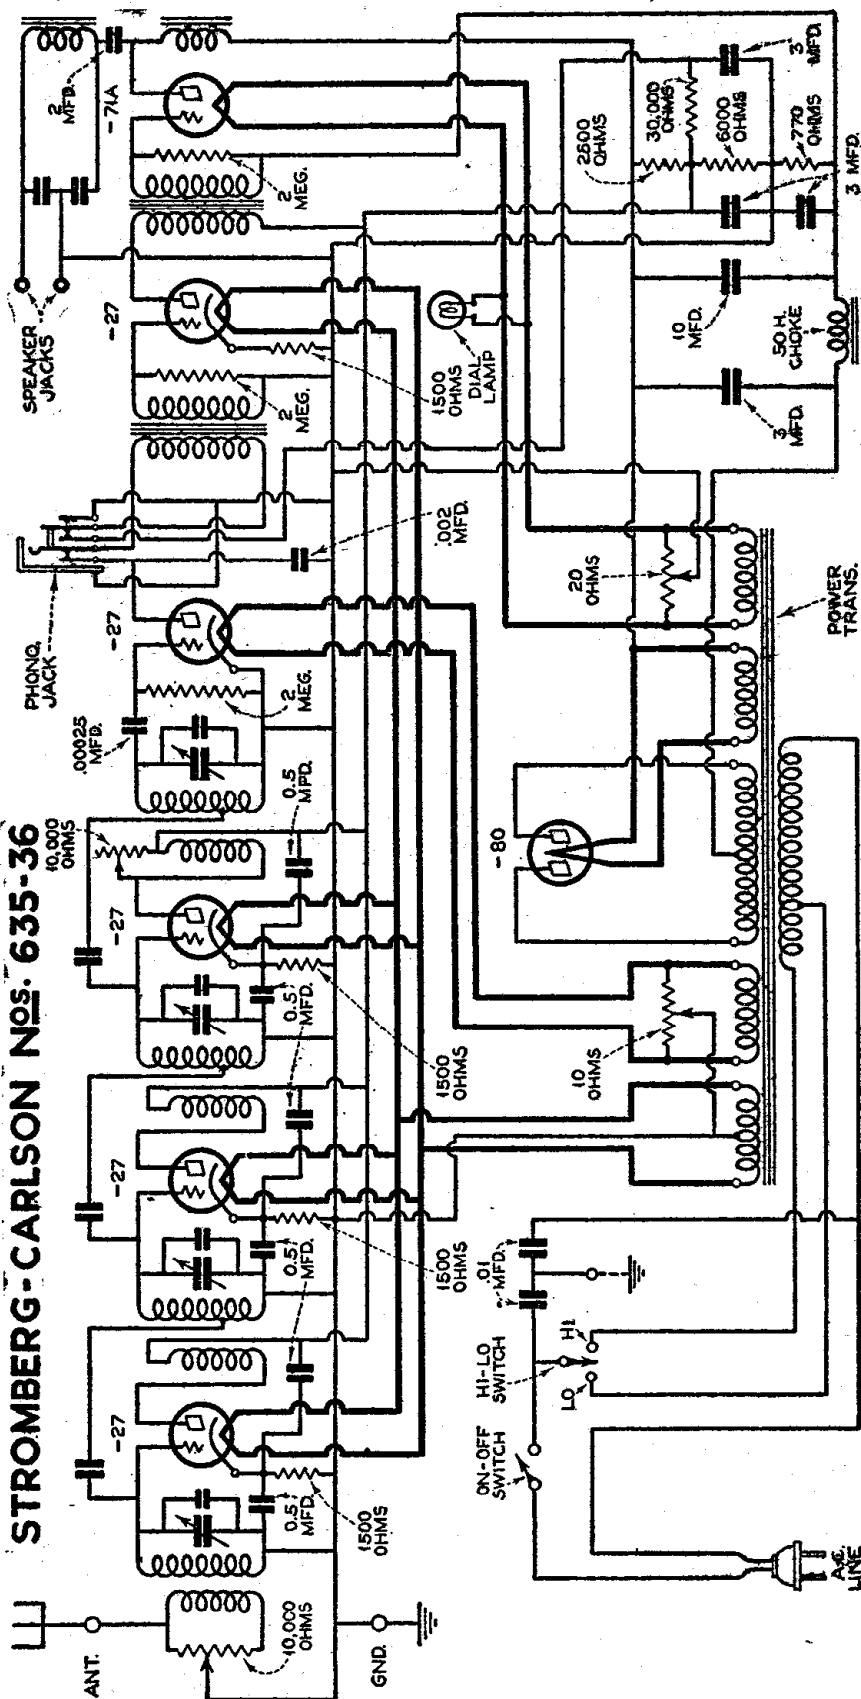 STROMBERG-CARLSON Nos. 635-36
ANT.
10,000
OHMS
GND.
-27
0.5
MFD.
1500
OHMS
-27
0.5
MFD.
1500
OHMS
-27
0.5
MFD.
1500
OHMS
10,000
OHMS
0.5
MFD.
.00025
MFD.
-27
2
MEG.
PHONO.
JACK
.002
MFD.
SPEAKER
JACKS
-27
2
MEG.
1500
OHMS
DIAL
LAMP
2
MFD.
-71A
2
MEG.
A.C.
LINE
ON-OFF
SWITCH
HI-LO
SWITCH
LO
HI
.01
MFD.
10
OHMS
-80
20
OHMS
POWER
TRANS.
3
MFD.
10
MFD.
50 H.
CHOKE
2600
OHMS
30,000
OHMS
6000
OHMS
770
OHMS
3 MFD.
3
MFD.